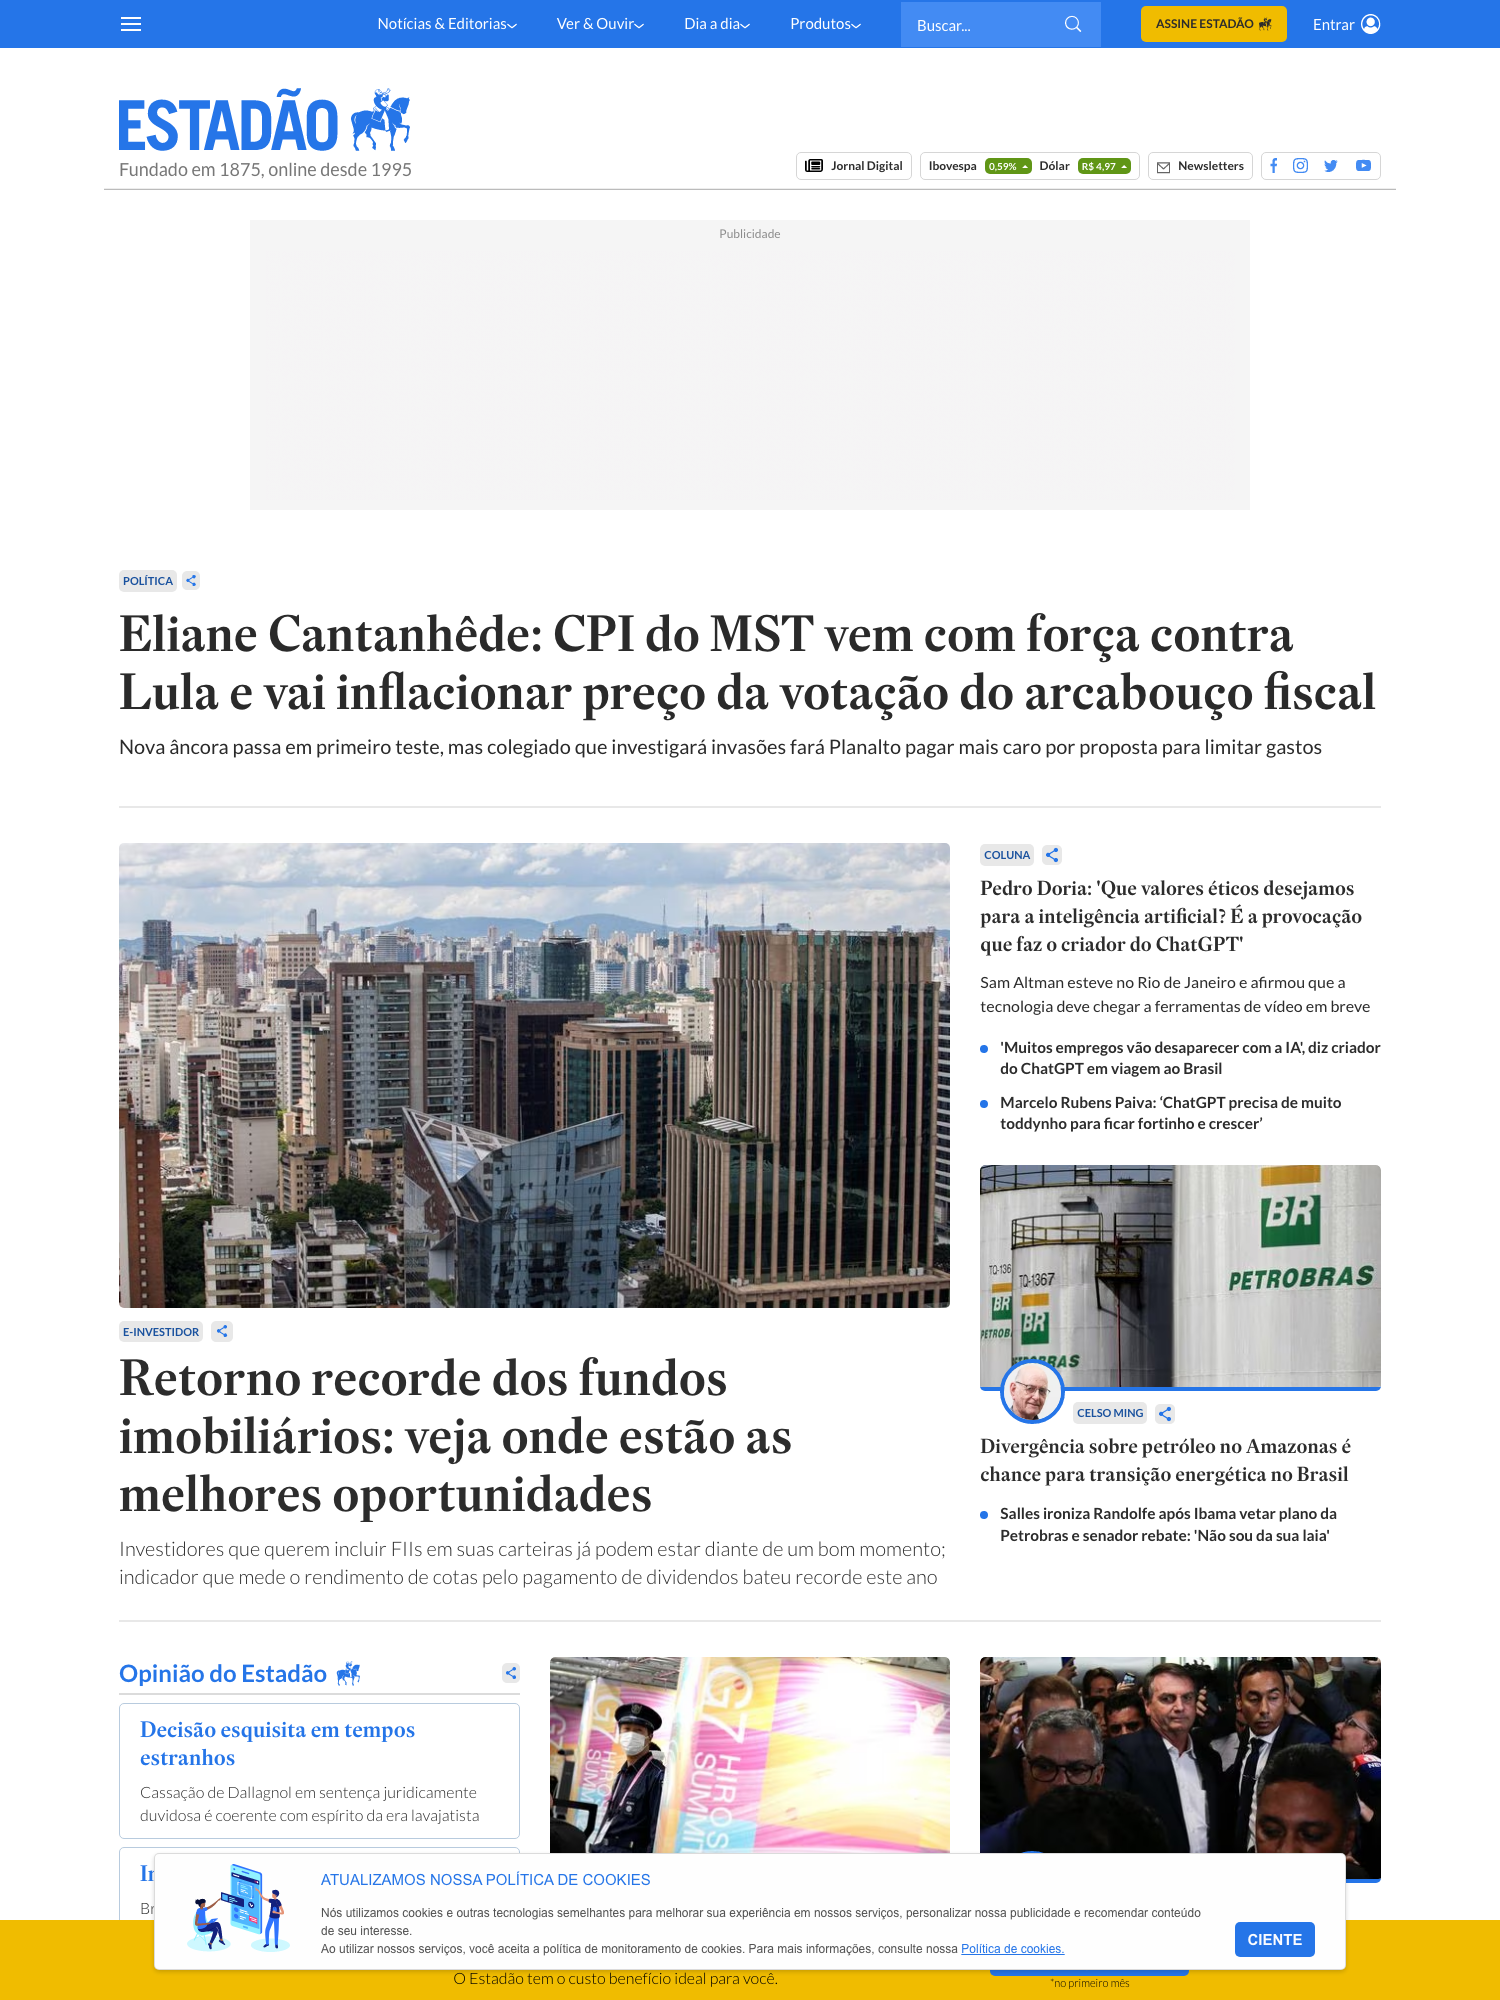 Notícias & Editorias
Ver & Ouvir
Dia a dia
Produtos
Buscar...
ASSINE ESTADÃO
Entrar
ESTADÃO
Fundado em 1875, online desde 1995
Jornal Digital
Ibovespa 0,59% Dólar R$ 4,97
Newsletters
Publicidade
POLÍTICA
Eliane Cantanhêde: CPI do MST vem com força contra
Lula e vai inflacionar preço da votação do arcabouço fiscal
Nova âncora passa em primeiro teste, mas colegiado que investigará invasões fará Planalto pagar mais caro por proposta para limitar gastos
E-INVESTIDOR
Retorno recorde dos fundos
imobiliários: veja onde estão as
melhores oportunidades
Investidores que querem incluir FIIs em suas carteiras já podem estar diante de um bom momento;
indicador que mede o rendimento de cotas pelo pagamento de dividendos bateu recorde este ano
COLUNA
Pedro Doria: 'Que valores éticos desejamos
para a inteligência artificial? É a provocação
que faz o criador do ChatGPT'
Sam Altman esteve no Rio de Janeiro e afirmou que a
tecnologia deve chegar a ferramentas de vídeo em breve
'Muitos empregos vão desaparecer com a IA', diz criador
do ChatGPT em viagem ao Brasil
Marcelo Rubens Paiva: ‘ChatGPT precisa de muito
toddynho para ficar fortinho e crescer’
BR
PETROBRAS
TQ-136
TQ-1367
BR
BR
PETROB
OBRAS
CELSO MING
Divergência sobre petróleo no Amazonas é
chance para transição energética no Brasil
Salles ironiza Randolfe após Ibama vetar plano da
Petrobras e senador rebate: 'Não sou da sua laia'
Opinião do Estadão
Decisão esquisita em tempos
estranhos
Cassação de Dallagnol em sentença juridicamente
duvidosa é coerente com espírito da era lavajatista
G7
HIROS
SUMMI
ATUALIZAMOS NOSSA POLÍTICA DE COOKIES
Nós utilizamos cookies e outras tecnologias semelhantes para melhorar sua experiência em nossos serviços, personalizar nossa publicidade e recomendar conteúdo
de seu interesse.
Ao utilizar nossos serviços, você aceita a política de monitoramento de cookies. Para mais informações, consulte nossa Política de cookies.
CIENTE
O Estadão tem o custo benefício ideal para você.
*no primeiro mês